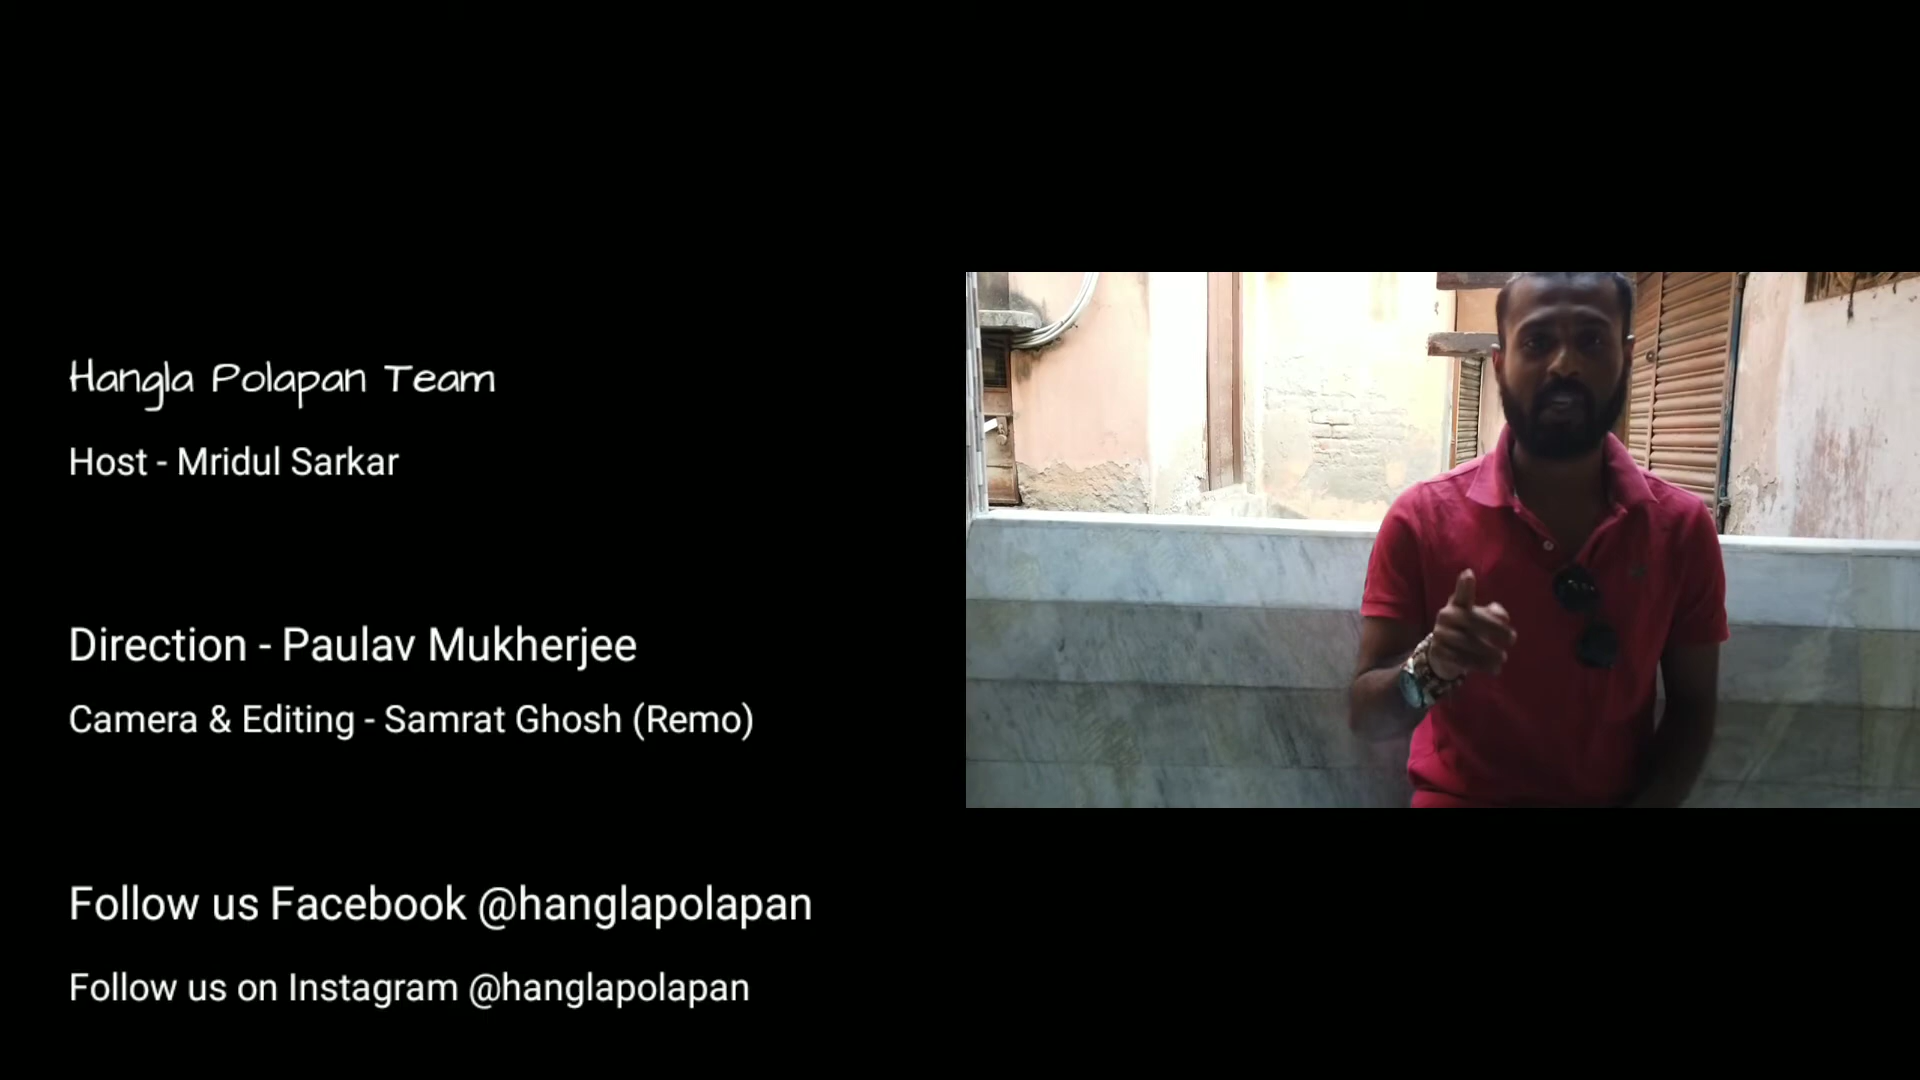 Hangla Polapan Team
Host - Mridul Sarkar
Direction - Paulav Mukherjee
Camera & Editing - Samrat Ghosh (Remo)
Follow us Facebook @hanglapolapan
Follow us on Instagram @hanglapolapan